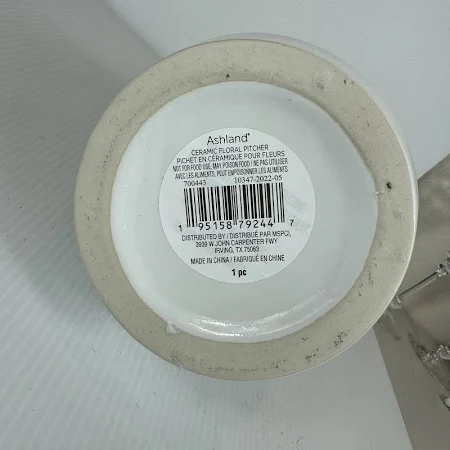 Ashland®
CERAMIC FLORAL PITCHER
PICHET EN CÉRAMIQUE POUR FLEURS
NOT FOR FOOD USE, MAY POISON FOOD / NE PAS UTILISER
AVEC LES ALIMENTS, PEUT EMPOISONNER LES ALIMENTS
700443 10347-2022-05
1 95158 79244 7
DISTRIBUTED BY / DISTRIBUÉ PAR MSPCI,
3939 W JOHN CARPENTER FWY
IRVING, TX 75063
MADE IN CHINA / FABRIQUÉ EN CHINE
1 pc